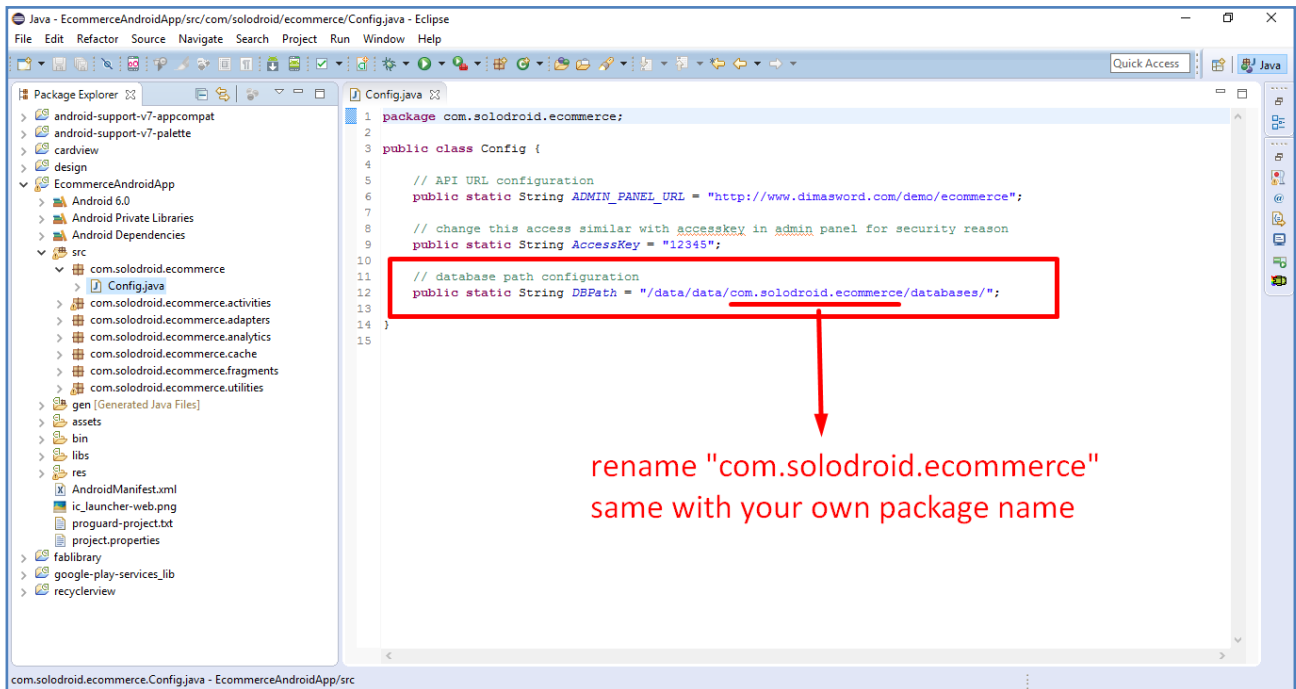 Java - EcommerceAndroidApp/src/com/solodroid/ecommerce/Config.java - Eclipse
File Edit Refactor Source Navigate Search Project Run Window Help
Quick Access
Java
Package Explorer
android-support-v7-appcompat
android-support-v7-palette
cardview
design
EcommerceAndroidApp
Android 6.0
Android Private Libraries
Android Dependencies
src
com.solodroid.ecommerce
Config.java
com.solodroid.ecommerce.activities
com.solodroid.ecommerce.adapters
com.solodroid.ecommerce.analytics
com.solodroid.ecommerce.cache
com.solodroid.ecommerce.fragments
com.solodroid.ecommerce.utilities
gen [Generated Java Files]
assets
bin
libs
res
AndroidManifest.xml
ic_launcher-web.png
proguard-project.txt
project.properties
fablibrary
google-play-services_lib
recyclerview
Config.java
1 package com.solodroid.ecommerce;
2
3 public class Config {
4
5 // API URL configuration
6 public static String ADMIN_PANEL_URL = "http://www.dimasword.com/demo/ecommerce";
7
8 // change this access similar with accesskey in admin panel for security reason
9 public static String AccessKey = "12345";
10
11 // database path configuration
12 public static String DBPath = "/data/data/com.solodroid.ecommerce/databases/";
13
14 }
15
rename "com.solodroid.ecommerce"
same with your own package name
com.solodroid.ecommerce.Config.java - EcommerceAndroidApp/src